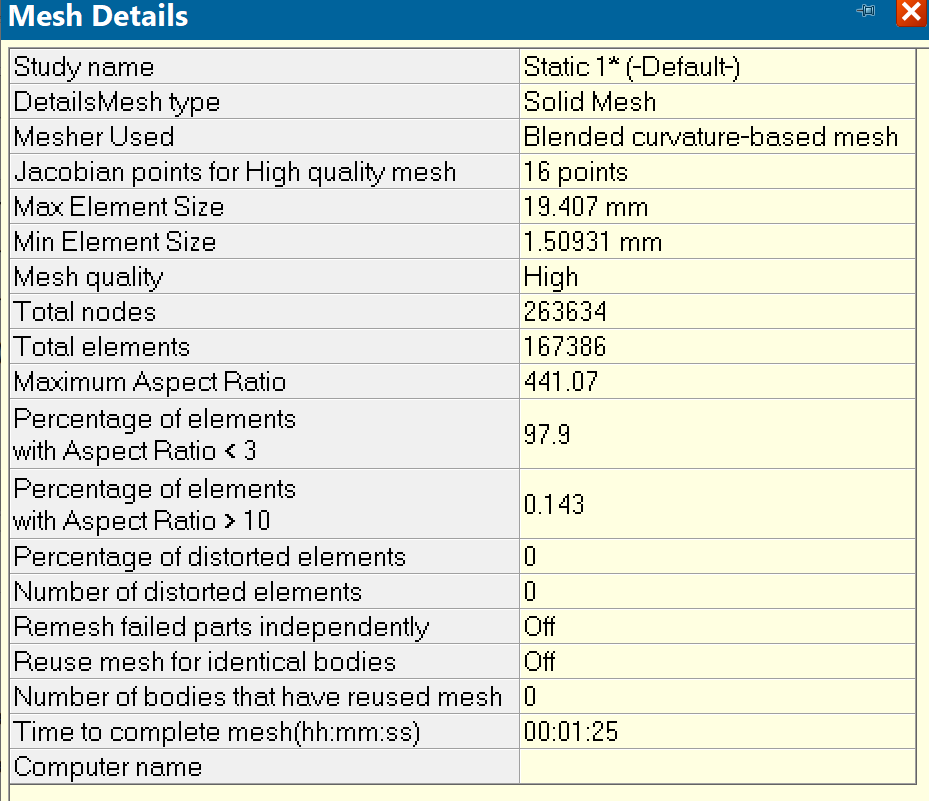 Mesh Details
Study name Static 1* (-Default-)
DetailsMesh type Solid Mesh
Mesher Used Blended curvature-based mesh
Jacobian points for High quality mesh 16 points
Max Element Size 19.407 mm
Min Element Size 1.50931 mm
Mesh quality High
Total nodes 263634
Total elements 167386
Maximum Aspect Ratio 441.07
Percentage of elements
with Aspect Ratio < 3 97.9
Percentage of elements
with Aspect Ratio > 10 0.143
Percentage of distorted elements 0
Number of distorted elements 0
Remesh failed parts independently Off
Reuse mesh for identical bodies Off
Number of bodies that have reused mesh 0
Time to complete mesh(hh:mm:ss) 00:01:25
Computer name